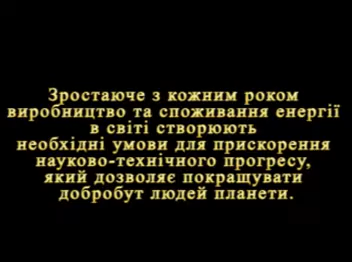 Зростаюче з кожним роком
виробництво та споживання енергії
в світі створюють
необхідні умови для прискорення
науково-технічного прогресу,
який дозволяє покращувати
добробут людей планети.